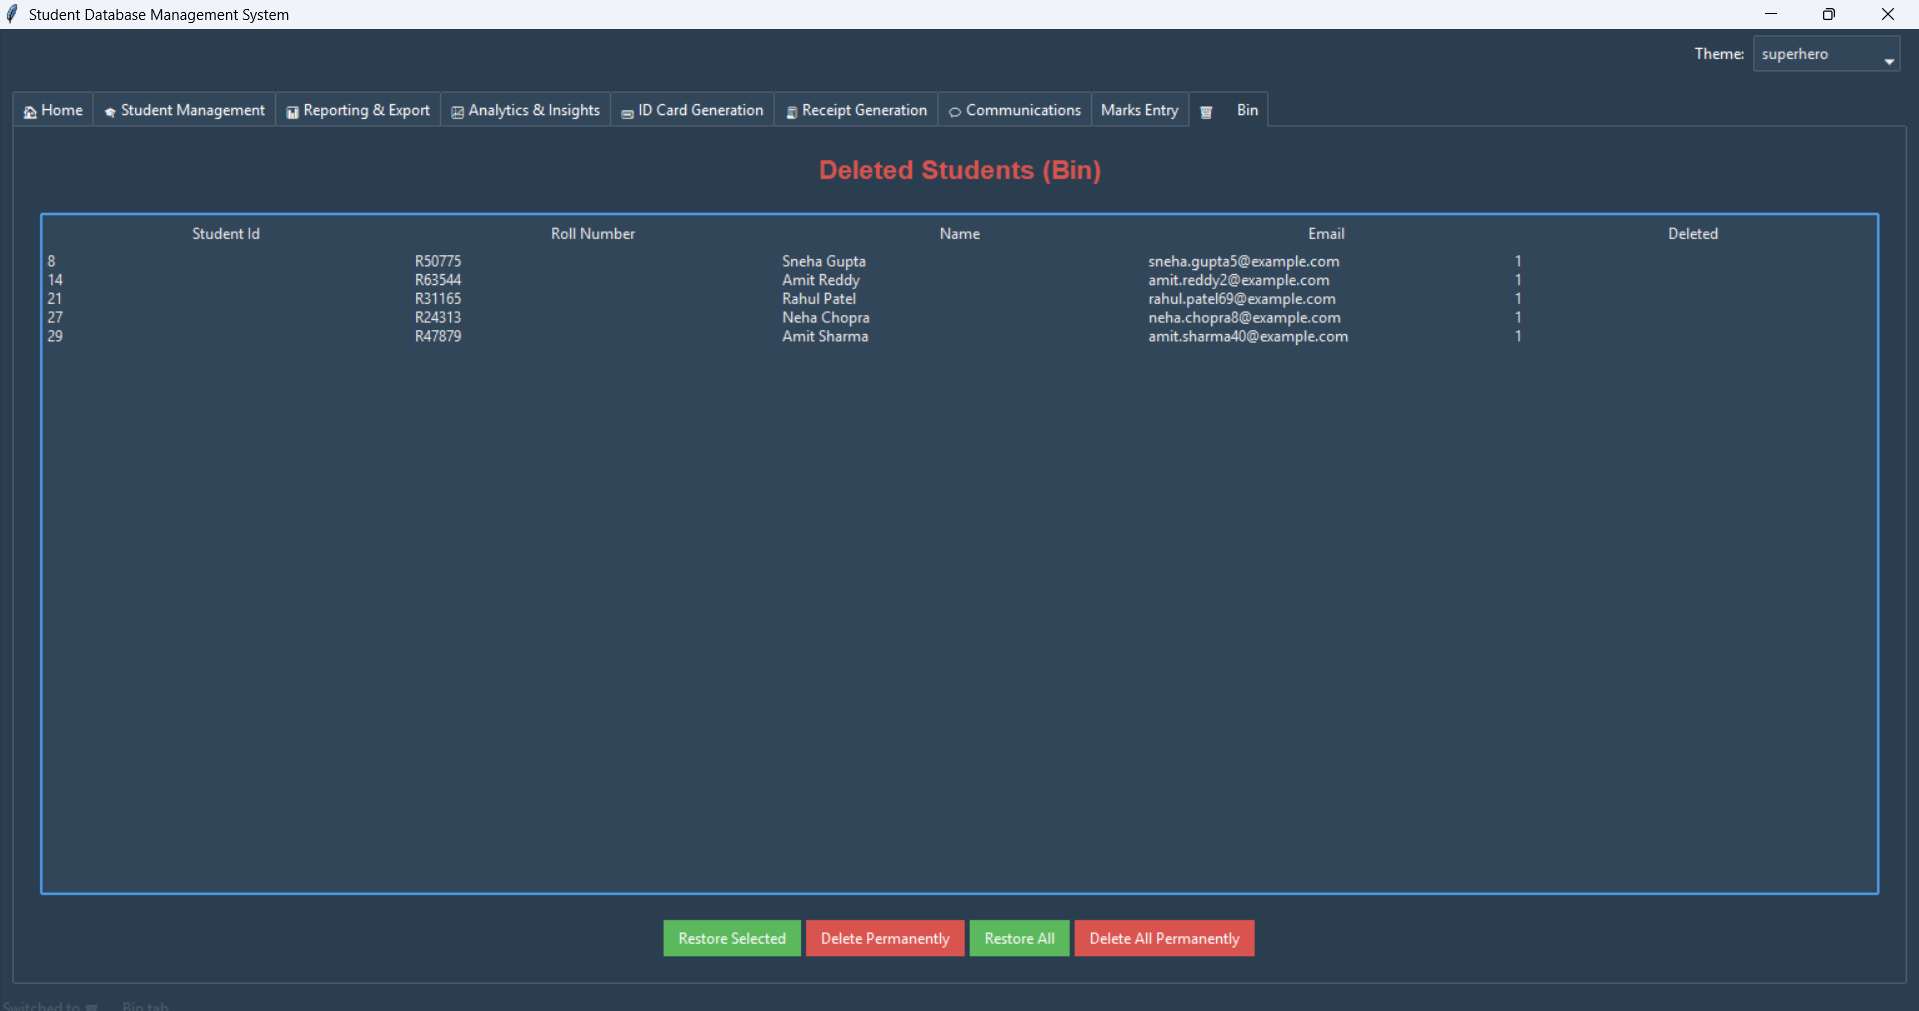 Student Database Management System
Theme: superhero
Home Student Management Reporting & Export Analytics & Insights ID Card Generation Receipt Generation Communications Marks Entry Bin
Deleted Students (Bin)
Student Id Roll Number Name Email Deleted
8 R50775 Sneha Gupta sneha.gupta5@example.com 1
14 R63544 Amit Reddy amit.reddy2@example.com 1
21 R31165 Rahul Patel rahul.patel69@example.com 1
27 R24313 Neha Chopra neha.chopra8@example.com 1
29 R47879 Amit Sharma amit.sharma40@example.com 1
Restore Selected Delete Permanently Restore All Delete All Permanently
Switched to Bin tab